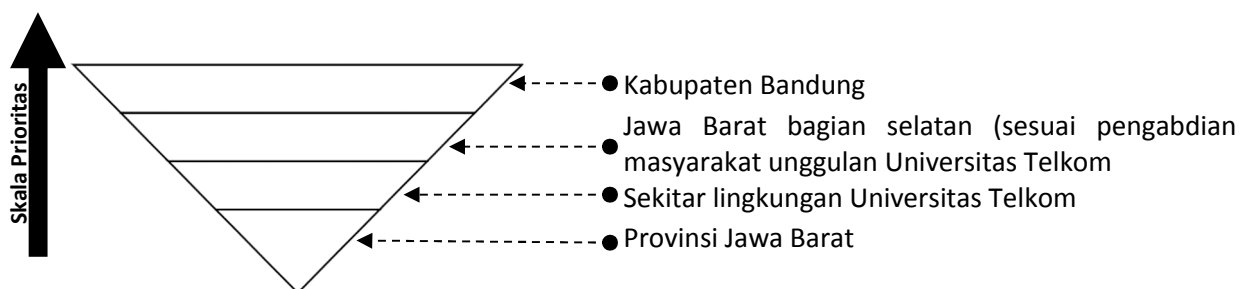 Skala Prioritas
Kabupaten Bandung
Jawa Barat bagian selatan (sesuai pengabdian
masyarakat unggulan Universitas Telkom
Sekitar lingkungan Universitas Telkom
Provinsi Jawa Barat